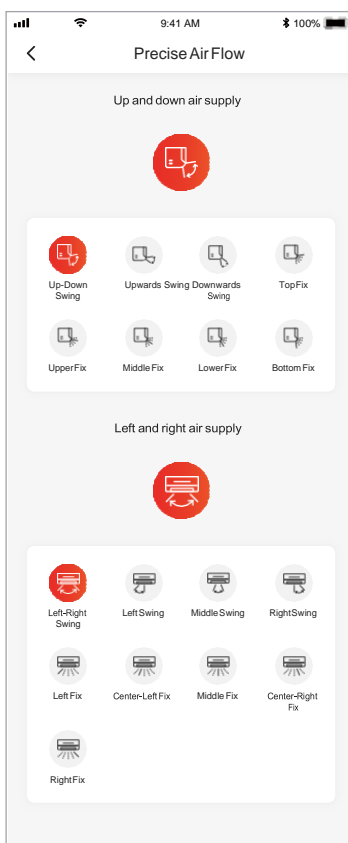 9:41 AM
100%
Precise Air Flow
Up and down air supply
Up-Down
Swing
Upwards Swing
Downwards
Swing
Top Fix
Upper Fix
Middle Fix
Lower Fix
Bottom Fix
Left and right air supply
Left-Right
Swing
Left Swing
Middle Swing
Right Swing
Left Fix
Center-Left Fix
Middle Fix
Center-Right
Fix
Right Fix